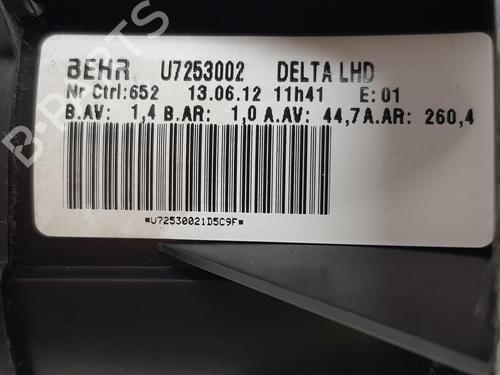 BEHR U7253002 DELTA LHD
Nr Ctrl:652 13.06.12 11h41 E:01
B.AV: 1,4 B.AR: 1,0 A.AV: 44,7 A.AR: 260,4
*U72530021D5C9F*
B-PARTS